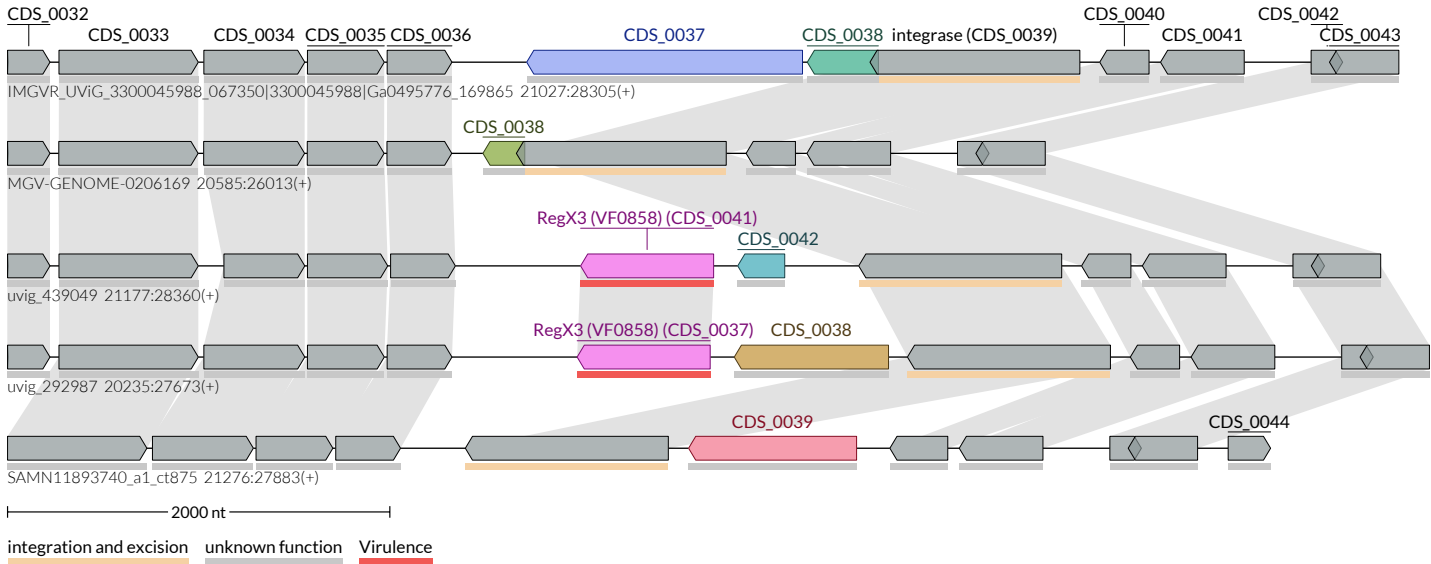 CDS_0032
CDS_0033
CDS_0034
CDS_0035
CDS_0036
CDS_0037
CDS_0038
integrase (CDS_0039)
CDS_0040
CDS_0041
CDS_0042
CDS_0043
IMGVR_UViG_3300045988_067350|3300045988|Ga0495776_169865 21027:28305(+)
CDS_0038
MGV-GENOME-0206169 20585:26013(+)
RegX3 (VF0858) (CDS_0041)
CDS_0042
uvig_439049 21177:28360(+)
RegX3 (VF0858) (CDS_0037)
CDS_0038
uvig_292987 20235:27673(+)
CDS_0039
CDS_0044
SAMN11893740_a1_ct875 21276:27883(+)
2000 nt
integration and excision
unknown function
Virulence